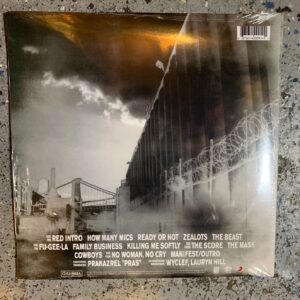 RED INTRO HOW MANY MICS READY OR NOT ZEALOTS THE BEAST
FU-GEE-LA FAMILY BUSINESS KILLING ME SOFTLY THE SCORE THE MASK
COWBOYS NO WOMAN, NO CRY MANIFEST/OUTRO
PRAKAZREL "PRAS" WYCLEF, LAURYN HILL
COLUMBIA